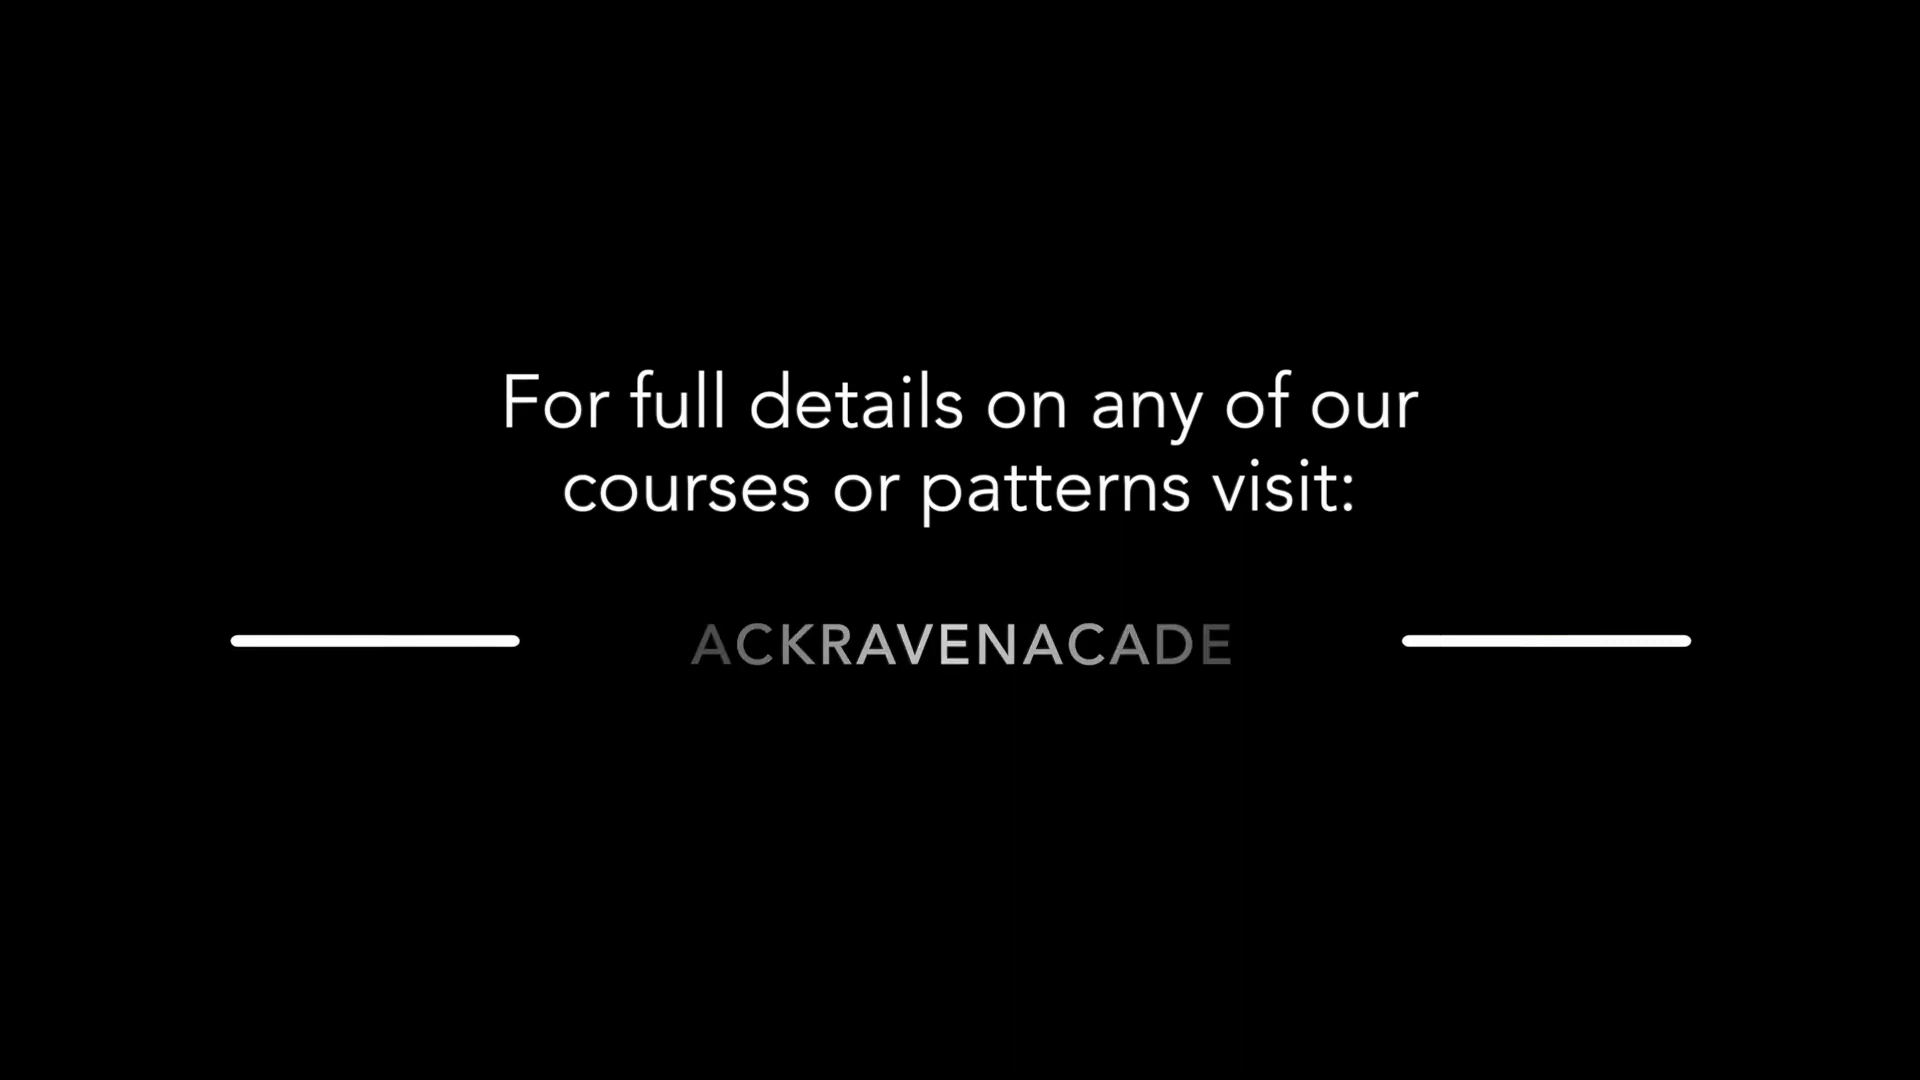 For full details on any of our
courses or patterns visit:
ACKRAVENACADE